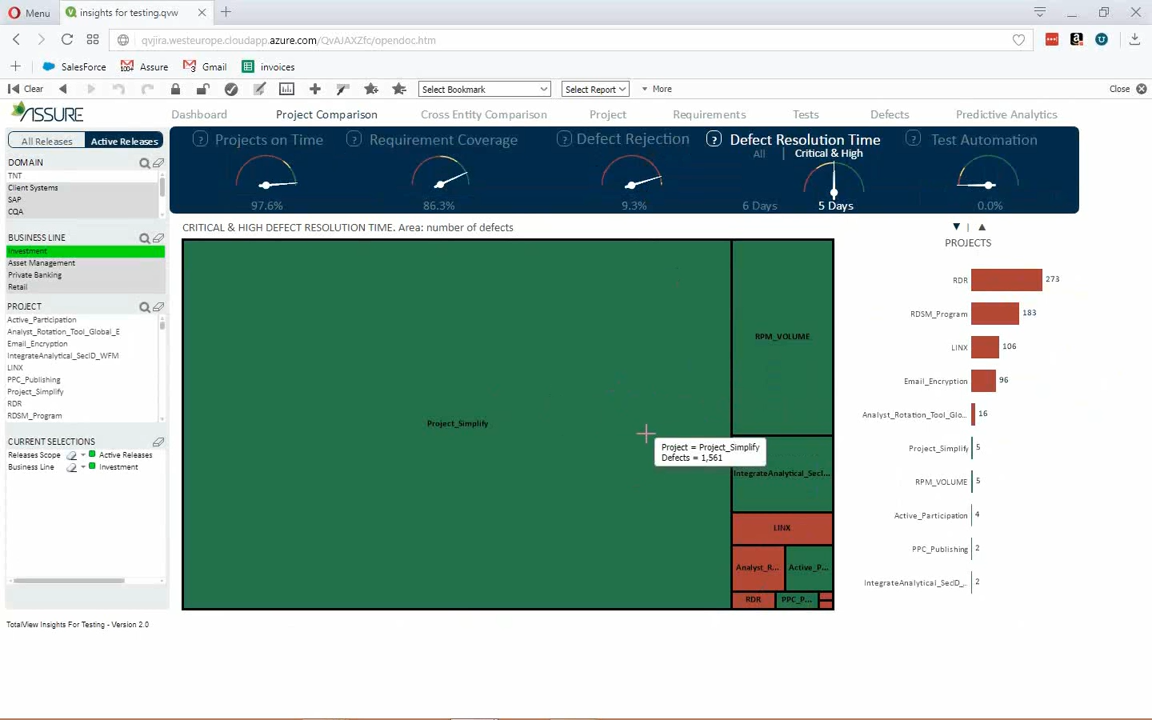 Menu
insights for testing.qvw
qvjira.westeurope.cloudapp.azure.com/QvAJAXZfc/opendoc.htm
SalesForce
Assure
Gmail
invoices
Clear
Select Bookmark
Select Report
More
Close
ASSURE
Dashboard
Project Comparison
Cross Entity Comparison
Project
Requirements
Tests
Defects
Predictive Analytics
All Releases
Active Releases
? Projects on Time
? Requirement Coverage
? Defect Rejection
? Defect Resolution Time
? Test Automation
All | Critical & High
97.6%
86.3%
9.3%
6 Days
5 Days
0.0%
DOMAIN
TNT
Client Systems
SAP
CQA
BUSINESS LINE
Investment
Asset Management
Private Banking
Retail
PROJECT
Active_Participation
Analyst_Rotation_Tool_Global_E
Email_Encryption
IntegrateAnalytical_SecID_WFM
LINX
PPC_Publishing
Project_Simplify
RDR
RDSM_Program
CURRENT SELECTIONS
Releases Scope Active Releases
Business Line Investment
TotalView Insights For Testing - Version 2.0
CRITICAL & HIGH DEFECT RESOLUTION TIME. Area: number of defects
Project_Simplify
Project = Project_Simplify
Defects = 1,561
RPM_VOLUME
IntegrateAnalytical_SecI...
LINX
Analyst_R...
Active_P...
RDR
PPC_P...
PROJECTS
RDR 273
RDSM_Program 183
LINX 106
Email_Encryption 96
Analyst_Rotation_Tool_Glo... 16
Project_Simplify 5
RPM_VOLUME 5
Active_Participation 4
PPC_Publishing 2
IntegrateAnalytical_SecID_... 2